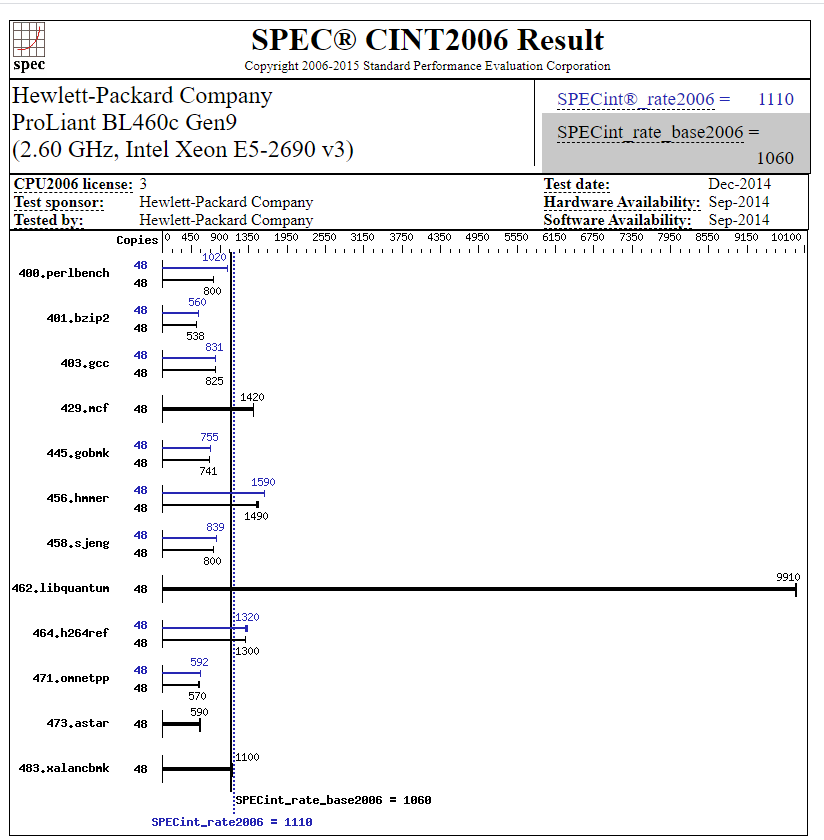 SPEC® CINT2006 Result
spec
Copyright 2006-2015 Standard Performance Evaluation Corporation
Hewlett-Packard Company
ProLiant BL460c Gen9
(2.60 GHz, Intel Xeon E5-2690 v3)
SPECint®_rate2006 = 1110
SPECint_rate_base2006 =
1060
CPU2006 license: 3
Test date: Dec-2014
Test sponsor: Hewlett-Packard Company
Hardware Availability: Sep-2014
Tested by: Hewlett-Packard Company
Software Availability: Sep-2014
Copies 0 450 900 1350 1950 2550 3150 3750 4350 4950 5550 6150 6750 7350 7950 8550 9150 10100
1020
400.perlbench 48
48
800
560
401.bzip2 48
48
538
831
403.gcc 48
48
825
1420
429.mcf 48
755
445.gobmk 48
48
741
1590
456.hmmer 48
48
1490
839
458.sjeng 48
48
800
9910
462.libquantum 48
1320
464.h264ref 48
48
1300
592
471.omnetpp 48
48
570
590
473.astar 48
1100
483.xalancbmk 48
SPECint_rate_base2006 = 1060
SPECint_rate2006 = 1110